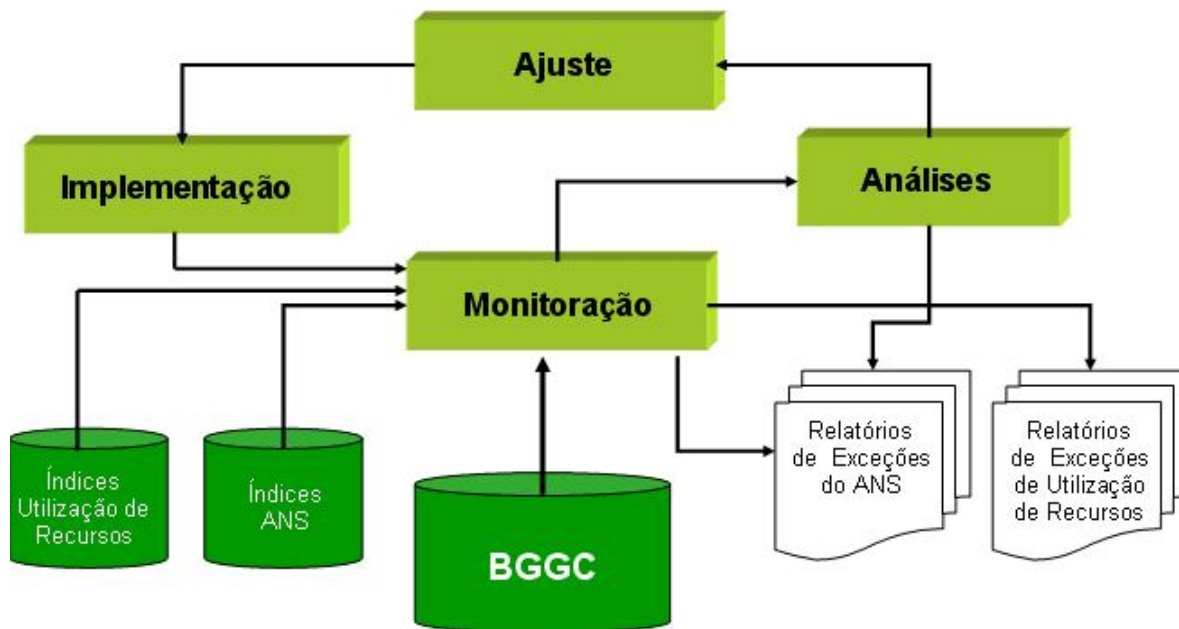 Ajuste
Implementação
Análises
Monitoração
Índices
Utilização de
Recursos
Índices
ANS
BGGC
Relatórios
de Exceções
do ANS
Relatórios
de Exceções
de Utilização
de Recursos